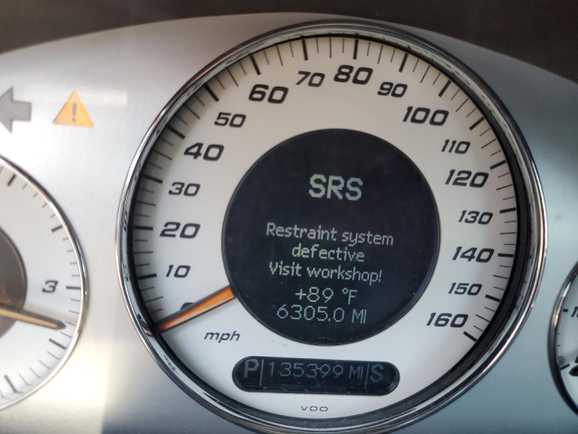 80
70
90
60
100
50
110
40
120
30
130
20
140
10
150
160
SRS
Restraint system
defective
Visit workshop!
+89 °F
6305.0 MI
mph
P 135399 MI S
VDO
3